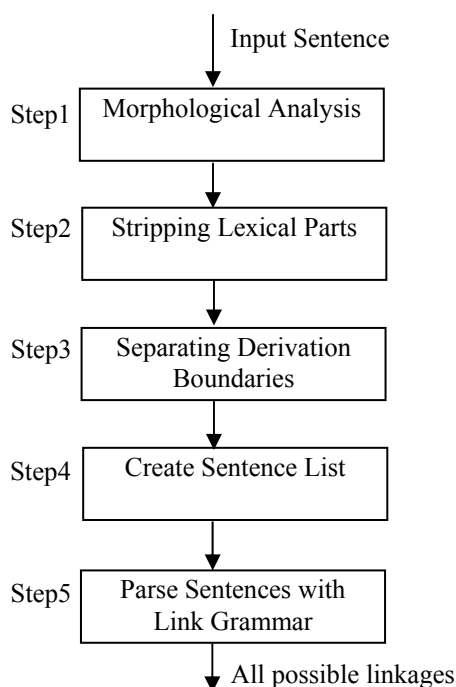 Input Sentence
Step1
Morphological Analysis
Step2
Stripping Lexical Parts
Step3
Separating Derivation
Boundaries
Step4
Create Sentence List
Step5
Parse Sentences with
Link Grammar
All possible linkages